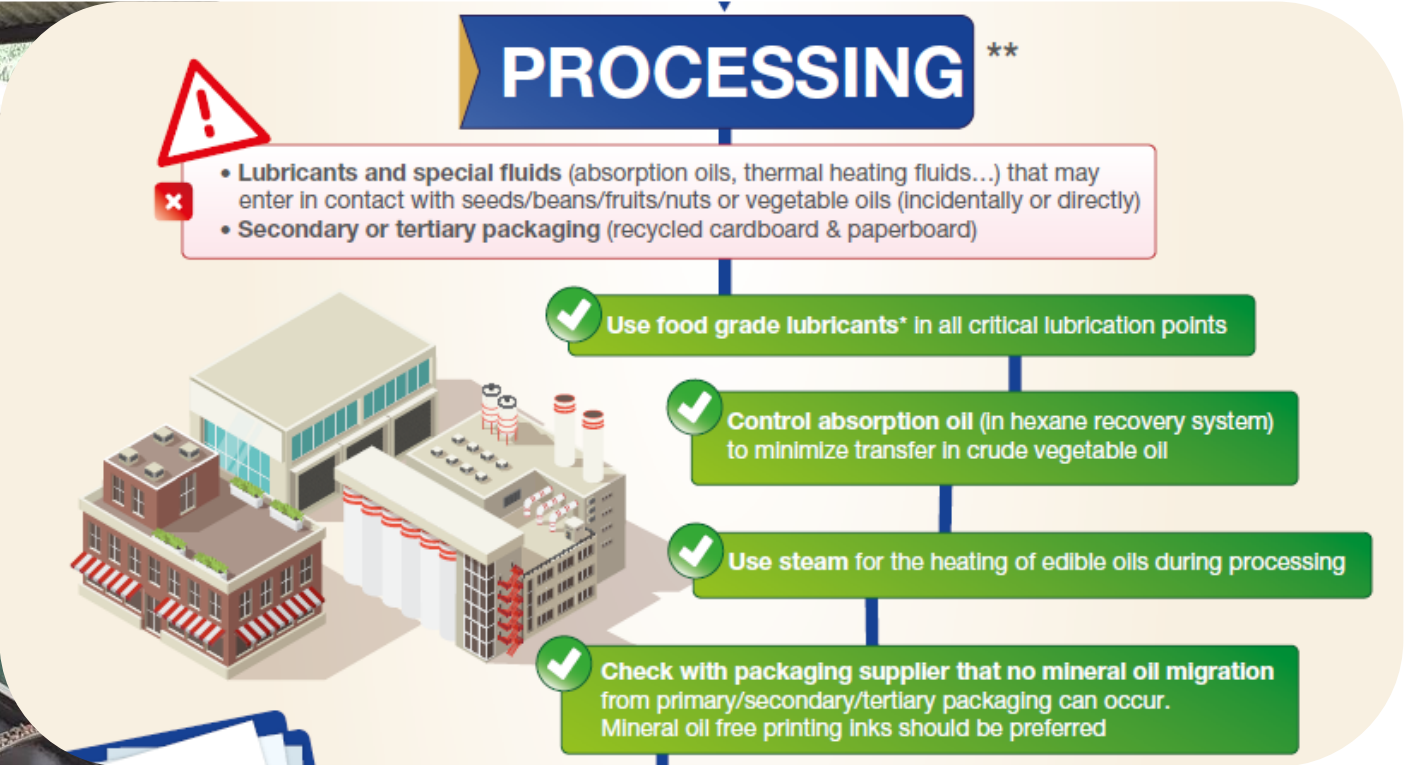 PROCESSING **
• Lubricants and special fluids (absorption oils, thermal heating fluids...) that may
enter in contact with seeds/beans/fruits/nuts or vegetable oils (incidentally or directly)
• Secondary or tertiary packaging (recycled cardboard & paperboard)
Use food grade lubricants* in all critical lubrication points
Control absorption oil (in hexane recovery system)
to minimize transfer in crude vegetable oil
Use steam for the heating of edible oils during processing
Check with packaging supplier that no mineral oil migration
from primary/secondary/tertiary packaging can occur.
Mineral oil free printing inks should be preferred